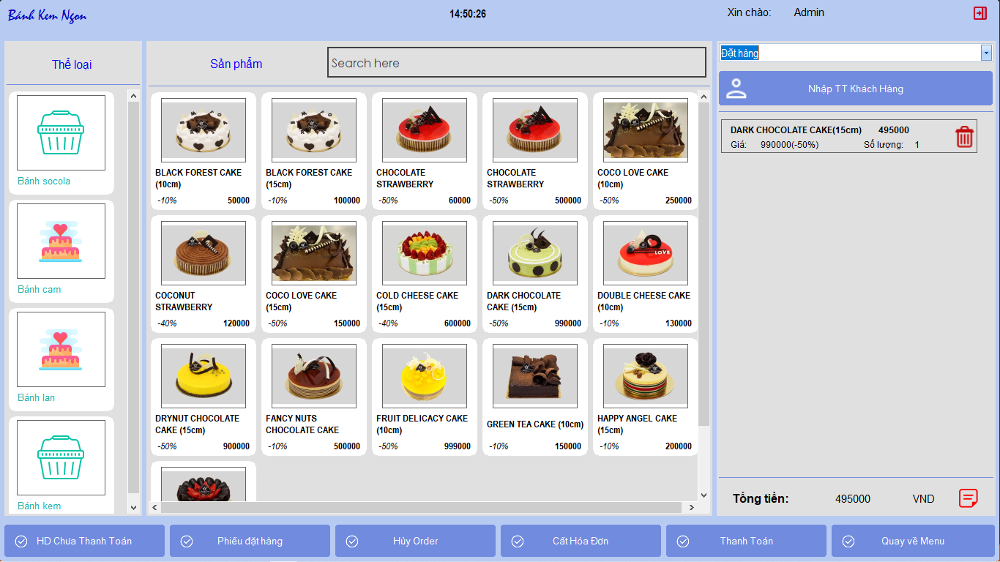 Bánh Kem Ngon
14:50:26
Xin chào: Admin
Thể loại
Bánh socola
Bánh cam
Bánh lan
Bánh kem
Sản phẩm
Search here
BLACK FOREST CAKE
(10cm)
-10% 50000
BLACK FOREST CAKE
(15cm)
-10% 100000
CHOCOLATE
STRAWBERRY
-50% 60000
CHOCOLATE
STRAWBERRY
-50% 500000
COCO LOVE CAKE
(10cm)
-50% 250000
COCONUT
STRAWBERRY
-40% 120000
COCO LOVE CAKE
(15cm)
-50% 150000
COLD CHEESE CAKE
(15cm)
-40% 600000
DARK CHOCOLATE
CAKE (15cm)
-50% 990000
LOVE
DOUBLE CHEESE CAKE
(10cm)
-10% 130000
DRYNUT CHOCOLATE
CAKE (15cm)
-50% 900000
FANCY NUTS
CHOCOLATE CAKE
-10% 500000
FRUIT DELICACY CAKE
(10cm)
-50% 999000
GREEN TEA CAKE (10cm)
-10% 150000
HAPPY ANGEL CAKE
(15cm)
-10% 200000
Đặt hàng
Nhập TT Khách Hàng
DARK CHOCOLATE CAKE(15cm) 495000
Giá: 990000(-50%) Số lượng: 1
Tổng tiền: 495000 VND
HD Chưa Thanh Toán
Phiếu đặt hàng
Hủy Order
Cất Hóa Đơn
Thanh Toán
Quay về Menu